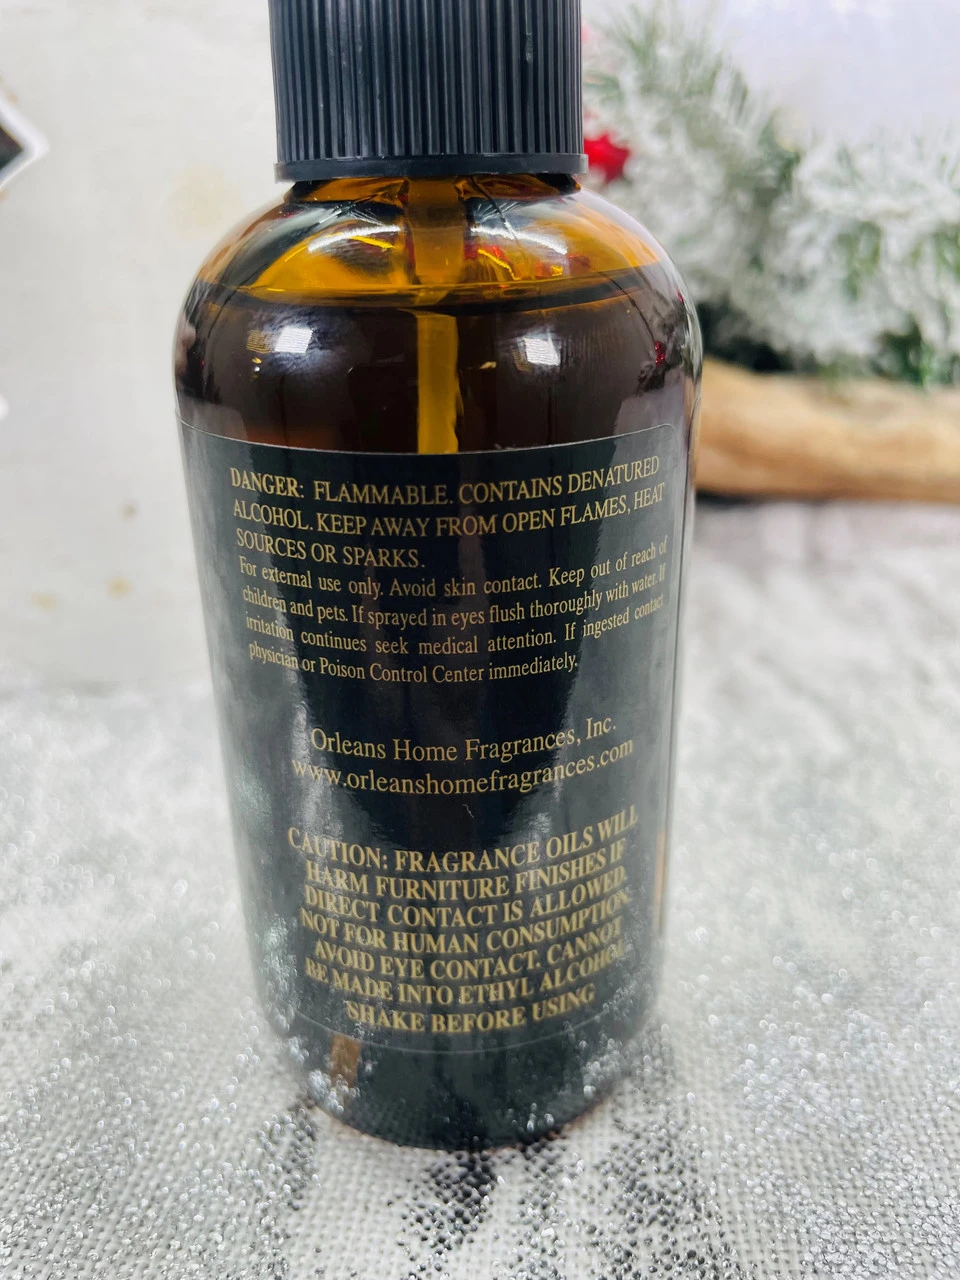 DANGER: FLAMMABLE. CONTAINS DENATURED
ALCOHOL. KEEP AWAY FROM OPEN FLAMES, HEAT
SOURCES OR SPARKS.
For external use only. Avoid skin contact. Keep out of reach of
children and pets. If sprayed in eyes flush thoroughly with water. If
irritation continues seek medical attention. If ingested contact
physician or Poison Control Center immediately.
Orleans Home Fragrances, Inc.
www.orleanshomefragrances.com
CAUTION: FRAGRANCE OILS WILL
HARM FURNITURE FINISHES IF
DIRECT CONTACT IS ALLOWED.
NOT FOR HUMAN CONSUMPTION.
AVOID EYE CONTACT. CANNOT
BE MADE INTO ETHYL ALCOHOL
SHAKE BEFORE USING